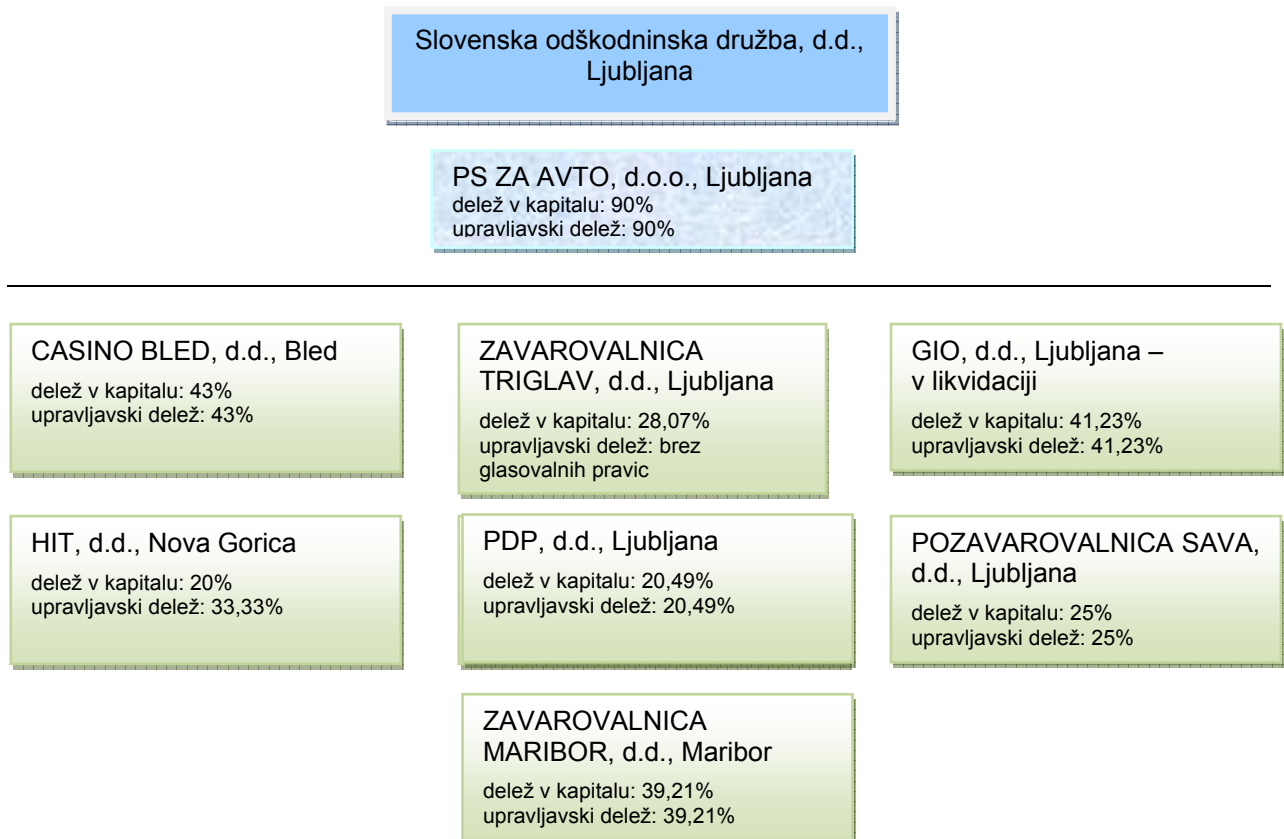 Slovenska odškodninska družba, d.d.,
Ljubljana
PS ZA AVTO, d.o.o., Ljubljana
delež v kapitalu: 90%
upravljavski delež: 90%
CASINO BLED, d.d., Bled
delež v kapitalu: 43%
upravljavski delež: 43%
ZAVAROVALNICA
TRIGLAV, d.d., Ljubljana
delež v kapitalu: 28,07%
upravljavski delež: brez
glasovalnih pravic
GIO, d.d., Ljubljana –
v likvidaciji
delež v kapitalu: 41,23%
upravljavski delež: 41,23%
HIT, d.d., Nova Gorica
delež v kapitalu: 20%
upravljavski delež: 33,33%
PDP, d.d., Ljubljana
delež v kapitalu: 20,49%
upravljavski delež: 20,49%
POZAVAROVALNICA SAVA,
d.d., Ljubljana
delež v kapitalu: 25%
upravljavski delež: 25%
ZAVAROVALNICA
MARIBOR, d.d., Maribor
delež v kapitalu: 39,21%
upravljavski delež: 39,21%